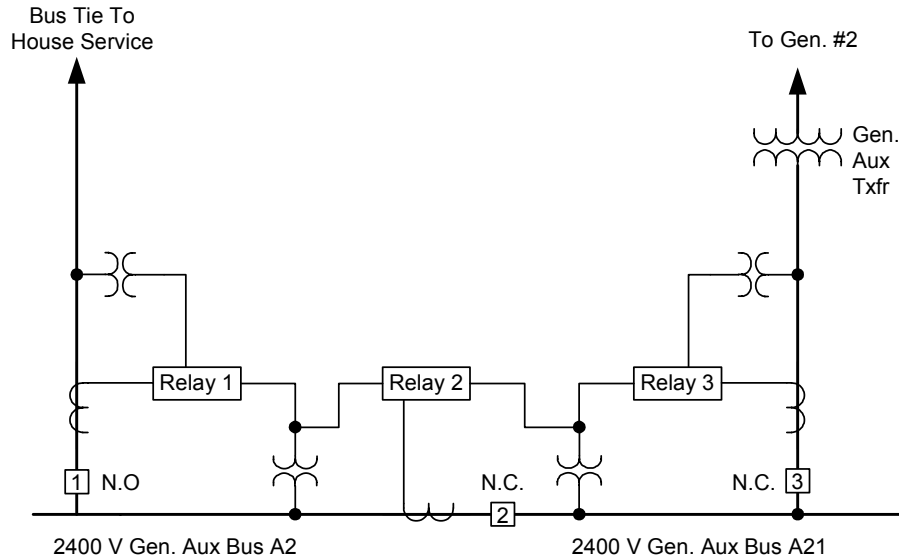 Bus Tie To
House Service
To Gen. #2
Gen.
Aux
Txfr
Relay 1
Relay 2
Relay 3
1
N.O
N.C.
2
N.C.
3
2400 V Gen. Aux Bus A2
2400 V Gen. Aux Bus A21